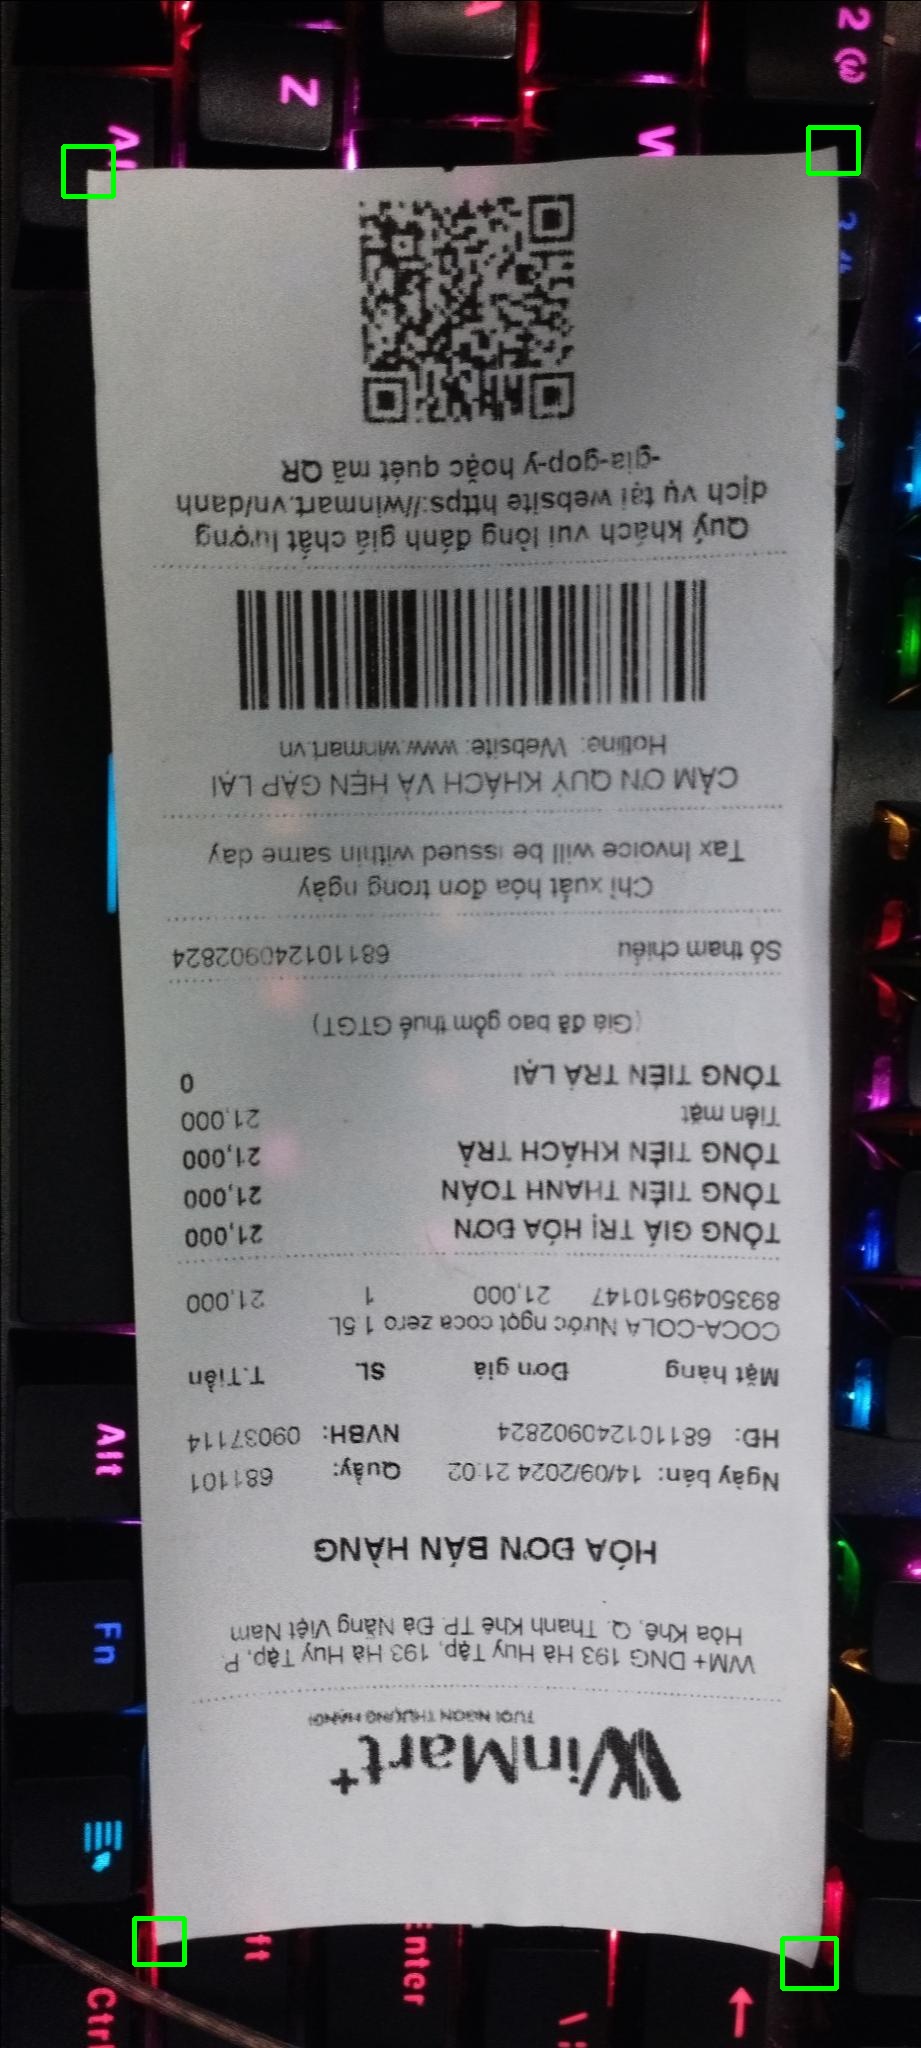 WinMart+
TƯƠI NGON THƯỢNG HẠNG!
WM+ DNG 193 Hà Huy Tập, 193 Hà Huy Tập, P.
Hòa Khê, Q. Thanh Khê TP. Đà Nẵng Việt Nam
HÓA ĐƠN BÁN HÀNG
Ngày bán: 14/09/2024 21:02 Quầy: 681101
HĐ: 68110124090‌2824 NVBH: 09037114
Mặt hàng Đơn giá SL T.Tiền
COCA-COLA Nước ngọt coca zero 1.5L
8935049510147 21,000 1 21,000
TỔNG GIÁ TRỊ HÓA ĐƠN 21,000
TỔNG TIỀN THANH TOÁN 21,000
TỔNG TIỀN KHÁCH TRẢ 21,000
Tiền mặt 21,000
TỔNG TIỀN TRẢ LẠI 0
(Giá đã bao gồm thuế GTGT)
Số tham chiếu 681101240902824
Chỉ xuất hóa đơn trong ngày
Tax Invoice will be issued within same day
CẢM ƠN QUÝ KHÁCH VÀ HẸN GẶP LẠI
Hotline: Website: www.winmart.vn
Quý khách vui lòng đánh giá chất lượng
dịch vụ tại website https://winmart.vn/danh
-gia-gop-y hoặc quét mã QR
Z
2
3
Alt
Fn
Enter
Ctrl